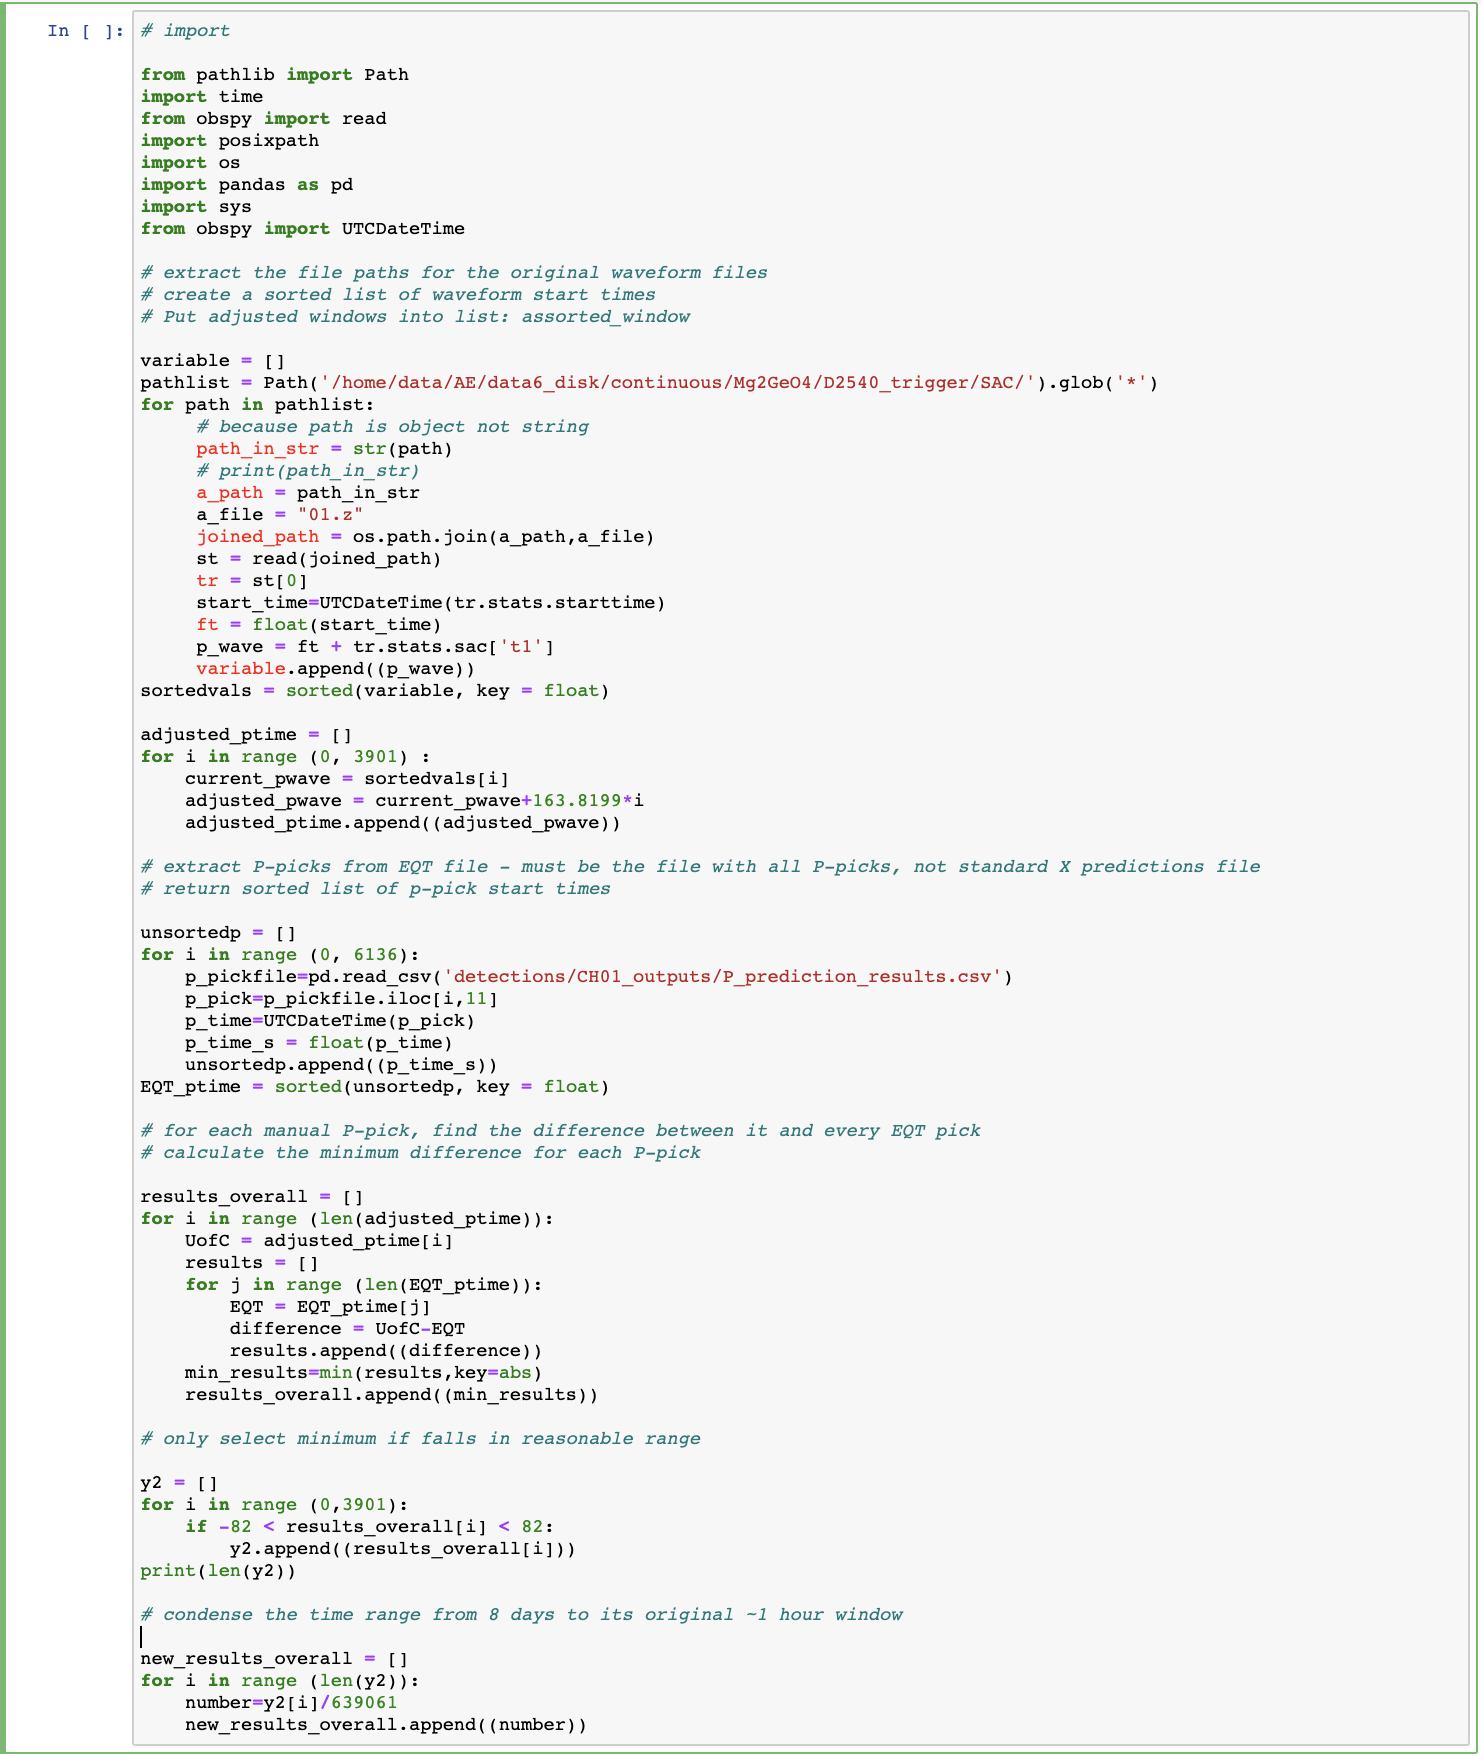 In [ ]: # import
from pathlib import Path
import time
from obspy import read
import posixpath
import os
import pandas as pd
import sys
from obspy import UTCDateTime
# extract the file paths for the original waveform files
# create a sorted list of waveform start times
# Put adjusted windows into list: assorted_window
variable = []
pathlist = Path('/home/data/AE/data6_disk/continuous/Mg2GeO4/D2540_trigger/SAC/').glob('*')
for path in pathlist:
     # because path is object not string
     path_in_str = str(path)
     # print(path_in_str)
     a_path = path_in_str
     a_file = "01.z"
     joined_path = os.path.join(a_path,a_file)
     st = read(joined_path)
     tr = st[0]
     start_time=UTCDateTime(tr.stats.starttime)
     ft = float(start_time)
     p_wave = ft + tr.stats.sac['t1']
     variable.append((p_wave))
sortedvals = sorted(variable, key = float)
adjusted_ptime = []
for i in range (0, 3901) :
    current_pwave = sortedvals[i]
    adjusted_pwave = current_pwave+163.8199*i
    adjusted_ptime.append((adjusted_pwave))
# extract P-picks from EQT file - must be the file with all P-picks, not standard X predictions file
# return sorted list of p-pick start times
unsortedp = []
for i in range (0, 6136):
    p_pickfile=pd.read_csv('detections/CH01_outputs/P_prediction_results.csv')
    p_pick=p_pickfile.iloc[i,11]
    p_time=UTCDateTime(p_pick)
    p_time_s = float(p_time)
    unsortedp.append((p_time_s))
EQT_ptime = sorted(unsortedp, key = float)
# for each manual P-pick, find the difference between it and every EQT pick
# calculate the minimum difference for each P-pick
results_overall = []
for i in range (len(adjusted_ptime)):
    UofC = adjusted_ptime[i]
    results = []
    for j in range (len(EQT_ptime)):
        EQT = EQT_ptime[j]
        difference = UofC-EQT
        results.append((difference))
    min_results=min(results,key=abs)
    results_overall.append((min_results))
# only select minimum if falls in reasonable range
y2 = []
for i in range (0,3901):
    if -82 < results_overall[i] < 82:
        y2.append((results_overall[i]))
print(len(y2))
# condense the time range from 8 days to its original ~1 hour window
new_results_overall = []
for i in range (len(y2)):
    number=y2[i]/639061
    new_results_overall.append((number))